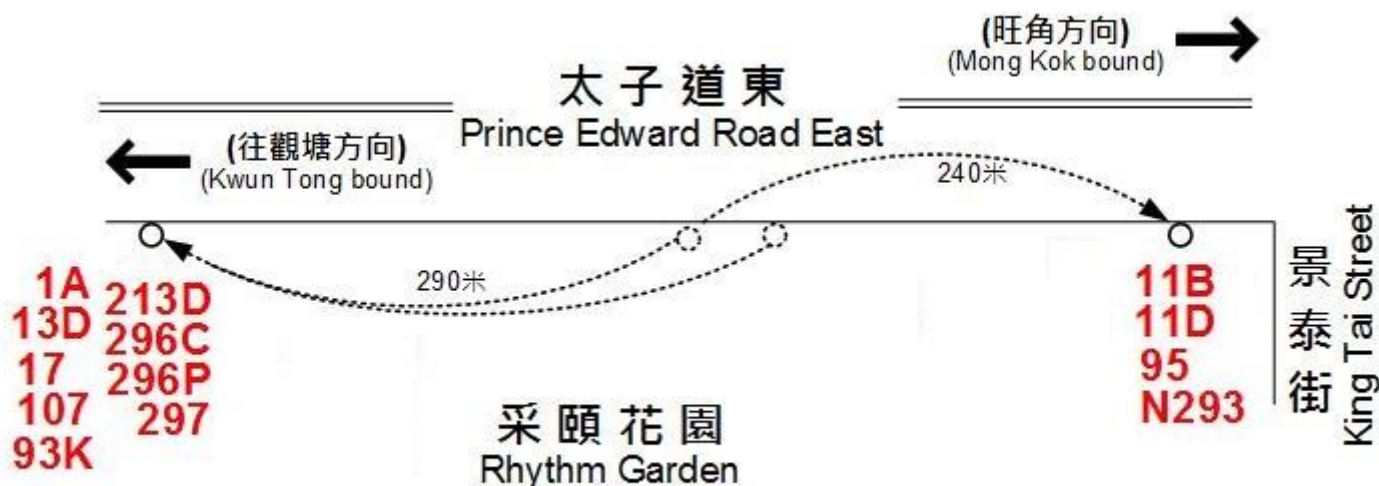 (旺角方向)
(Mong Kok bound)
太子道東
Prince Edward Road East
(往觀塘方向)
(Kwun Tong bound)
240米
290米
1A
13D
17
107
93K
213D
296C
296P
297
11B
11D
95
N293
景泰街
King Tai Street
采頤花園
Rhythm Garden